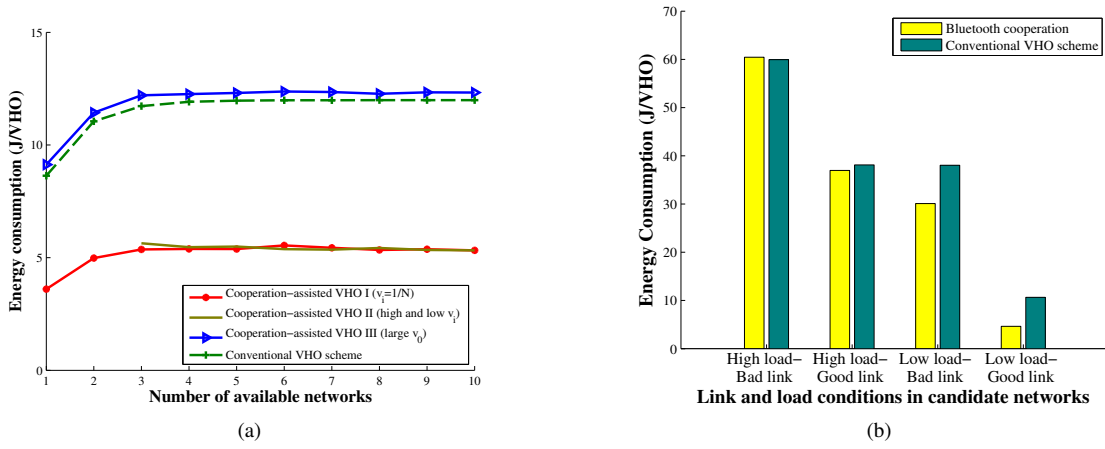 15
10
5
0
Energy consumption (J/VHO)
Cooperation−assisted VHO I (v_i=1/N)
Cooperation−assisted VHO II (high and low v_i)
Cooperation−assisted VHO III (large v_0)
Conventional VHO scheme
1 2 3 4 5 6 7 8 9 10
Number of available networks
(a)
70
60
50
40
30
20
10
0
Energy Consumption (J/VHO)
Bluetooth cooperation
Conventional VHO scheme
High load− High load− Low load− Low load−
Bad link Good link Bad link Good link
Link and load conditions in candidate networks
(b)